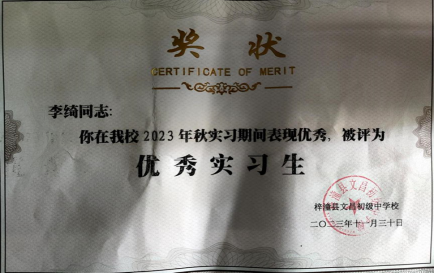 奖状
CERTIFICATE OF MERIT
李绮同志:
你在我校2023年秋实习期间表现优秀,被评为
优秀实习生
梓潼县文昌初级中学校
二〇二三年十一月三十日